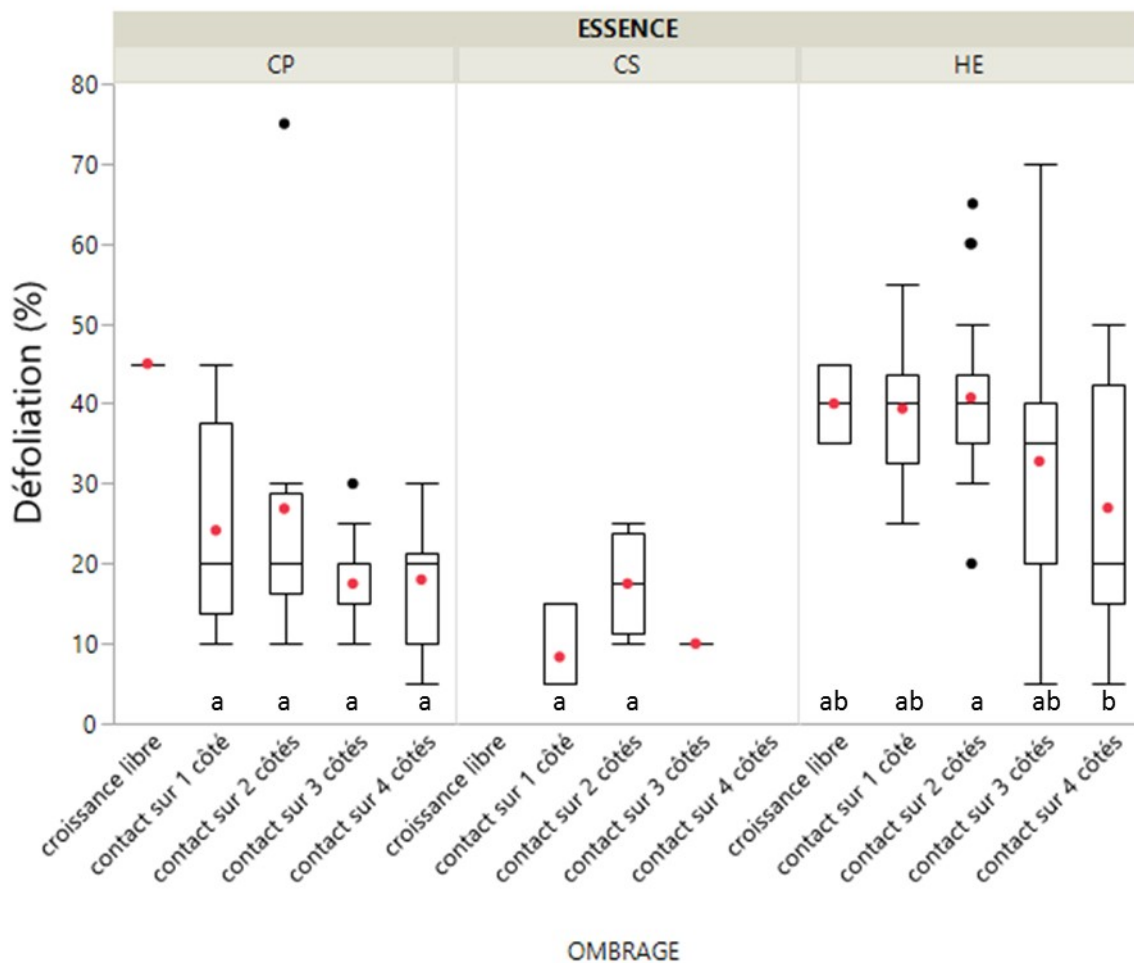 ESSENCE
CP CS HE
Défoliation (%)
80
70
60
50
40
30
20
10
0
a a a a a a ab ab a ab b
croissance libre
contact sur 1 côté
contact sur 2 côtés
contact sur 3 côtés
contact sur 4 côtés
croissance libre
contact sur 1 côté
contact sur 2 côtés
contact sur 3 côtés
contact sur 4 côtés
croissance libre
contact sur 1 côté
contact sur 2 côtés
contact sur 3 côtés
contact sur 4 côtés
OMBRAGE